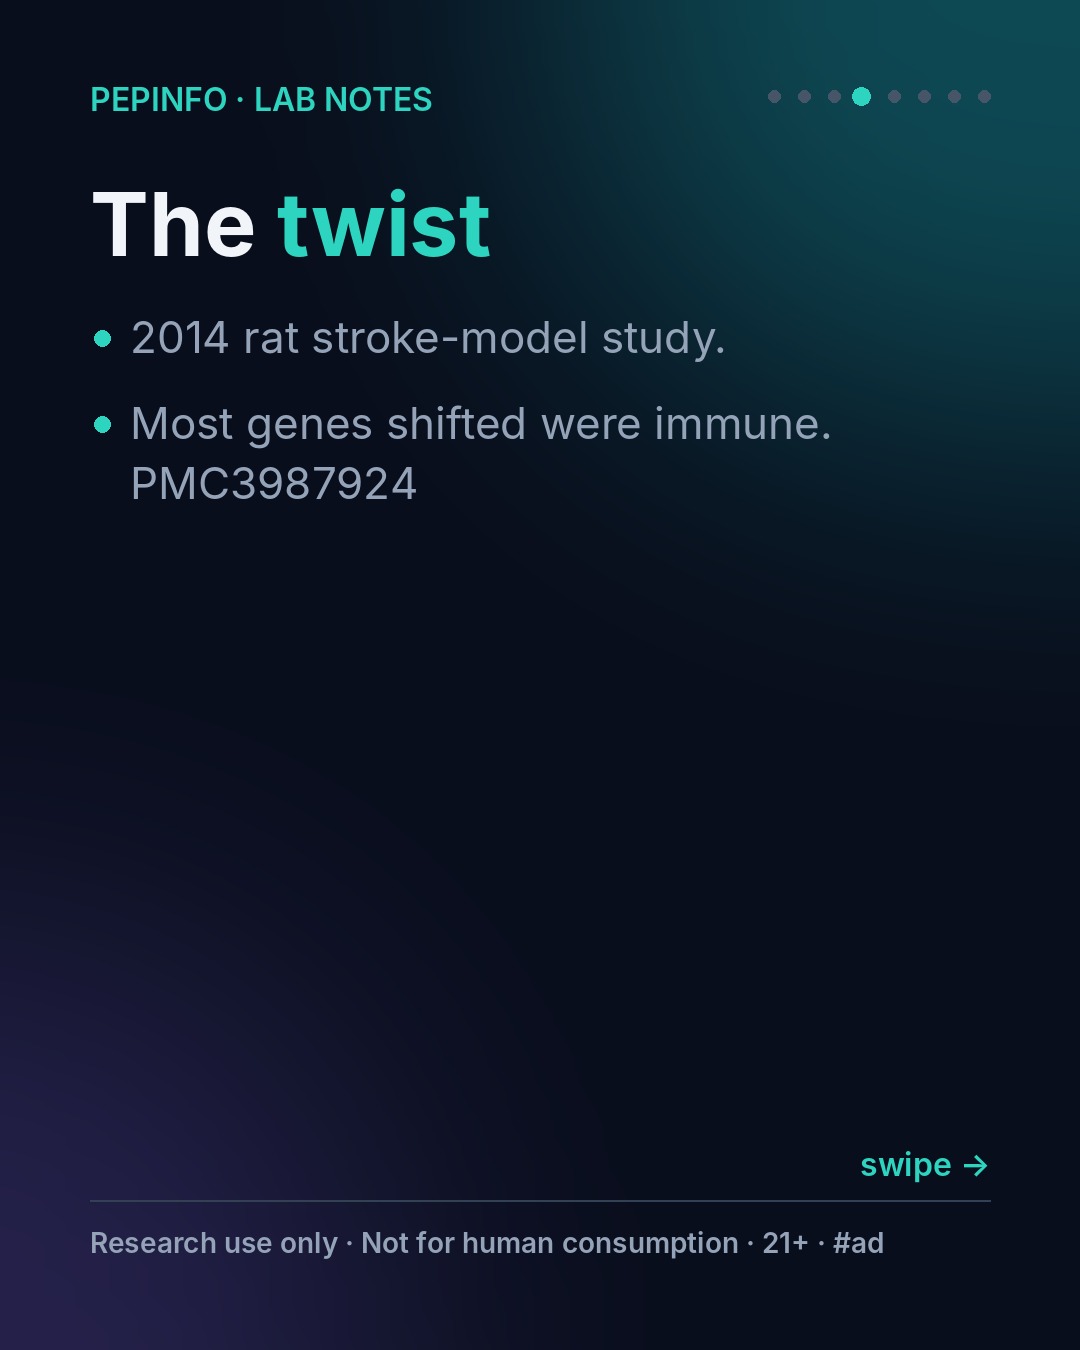 PEPINFO · LAB NOTES
The twist
2014 rat stroke-model study.
Most genes shifted were immune.
PMC3987924
swipe →
Research use only · Not for human consumption · 21+ · #ad